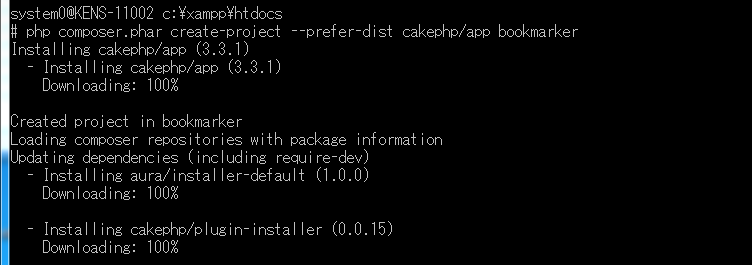 system0@KENS-11002 c:¥xampp¥htdocs
# php composer.phar create-project --prefer-dist cakephp/app bookmarker
Installing cakephp/app (3.3.1)
  - Installing cakephp/app (3.3.1)
    Downloading: 100%
Created project in bookmarker
Loading composer repositories with package information
Updating dependencies (including require-dev)
  - Installing aura/installer-default (1.0.0)
    Downloading: 100%
  - Installing cakephp/plugin-installer (0.0.15)
    Downloading: 100%